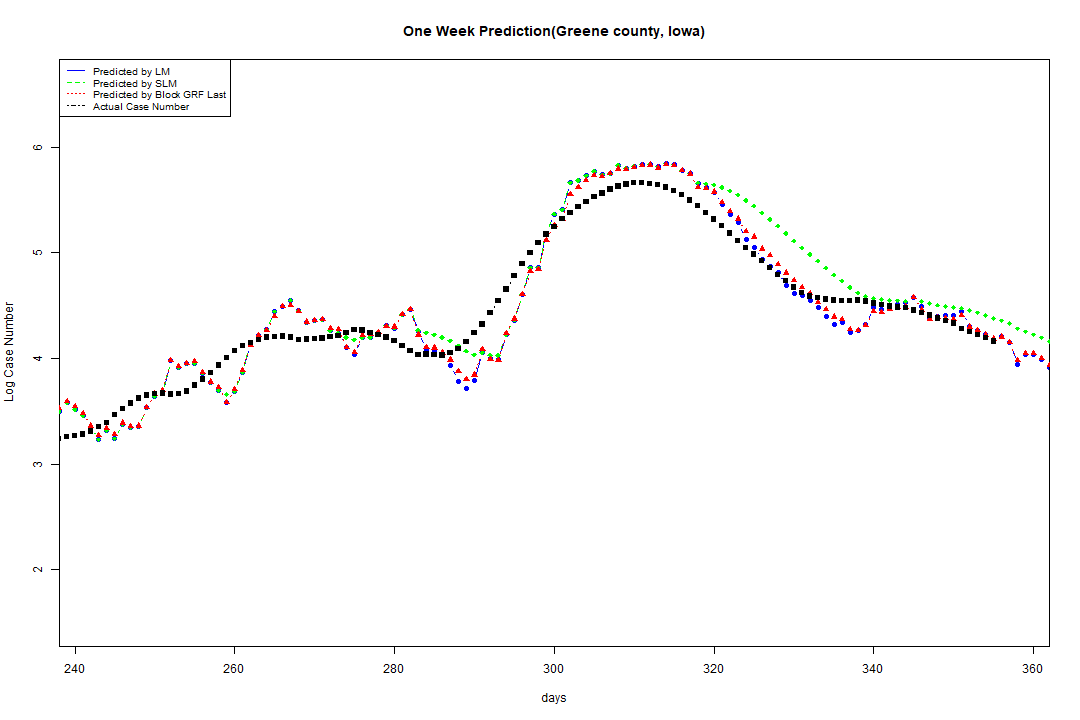 One Week Prediction(Greene county, Iowa)
Predicted by LM
Predicted by SLM
Predicted by Block GRF Last
Actual Case Number
Log Case Number
6
5
4
3
2
240 260 280 300 320 340 360
days